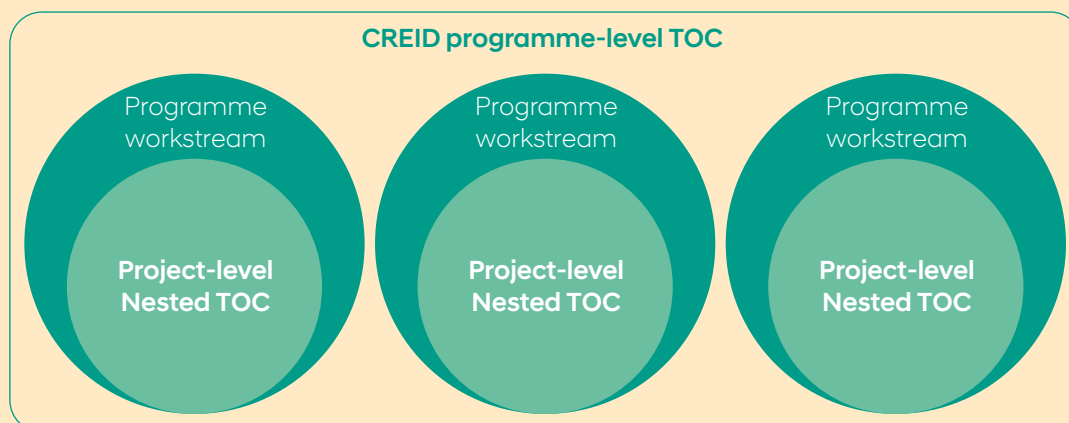 CREID programme-level TOC
Programme
workstream
Project-level
Nested TOC
Programme
workstream
Project-level
Nested TOC
Programme
workstream
Project-level
Nested TOC